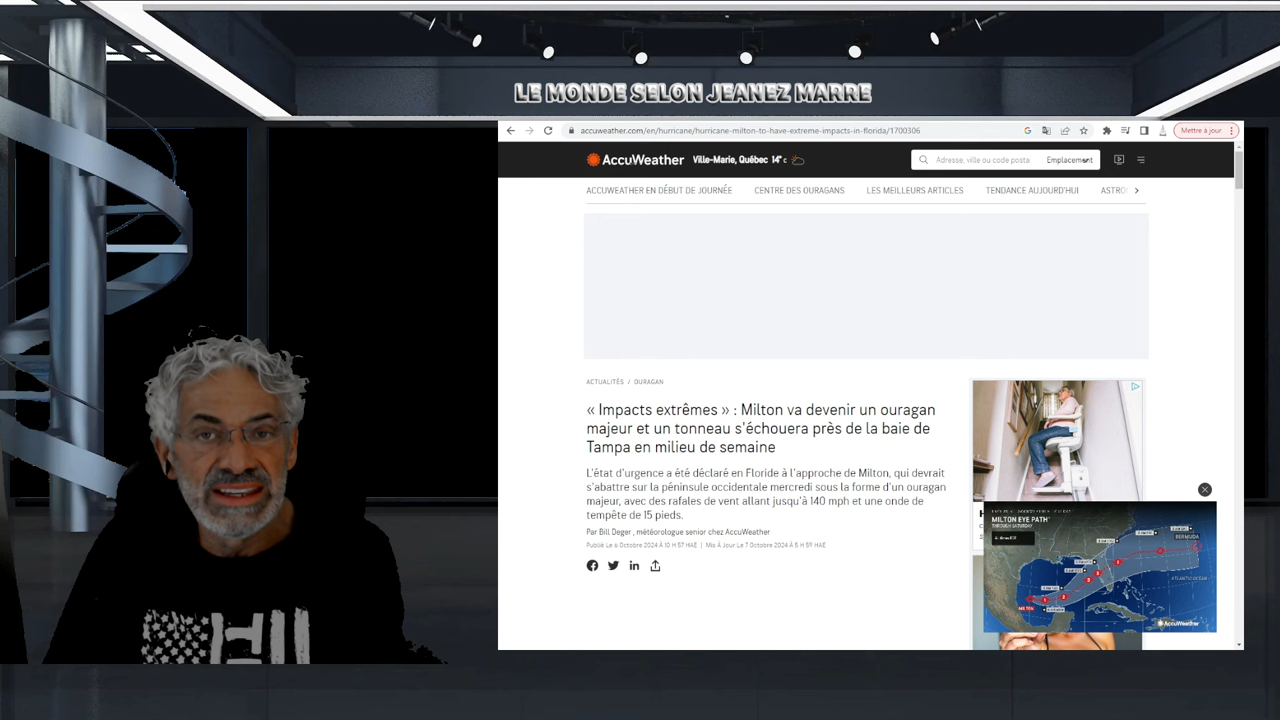 LE MONDE SELON JEANEZ MARRE
accuweather.com/en/hurricane/hurricane-milton-to-have-extreme-impacts-in-florida/1700306
Mettre à jour
AccuWeather
Ville-Marie, Québec 14° C
Adresse, ville ou code posta
Emplacement
ACCUWEATHER EN DÉBUT DE JOURNÉE
CENTRE DES OURAGANS
LES MEILLEURS ARTICLES
TENDANCE AUJOURD'HUI
ASTRO
ACTUALITÉS / OURAGAN
« Impacts extrêmes » : Milton va devenir un ouragan
majeur et un tonneau s'échouera près de la baie de
Tampa en milieu de semaine
L'état d'urgence a été déclaré en Floride à l'approche de Milton, qui devrait
s'abattre sur la péninsule occidentale mercredi sous la forme d'un ouragan
majeur, avec des rafales de vent allant jusqu'à 140 mph et une onde de
tempête de 15 pieds.
Par Bill Deger , météorologue senior chez AccuWeather
Publié Le 6 Octobre 2024 À 10 H 57 HAE | Mis À Jour Le 7 Octobre 2024 À 5 H 59 HAE
MILTON EYE PATH
THROUGH SATURDAY
BERMUDA
ATLANTIC OCEAN
MILTON
AccuWeather